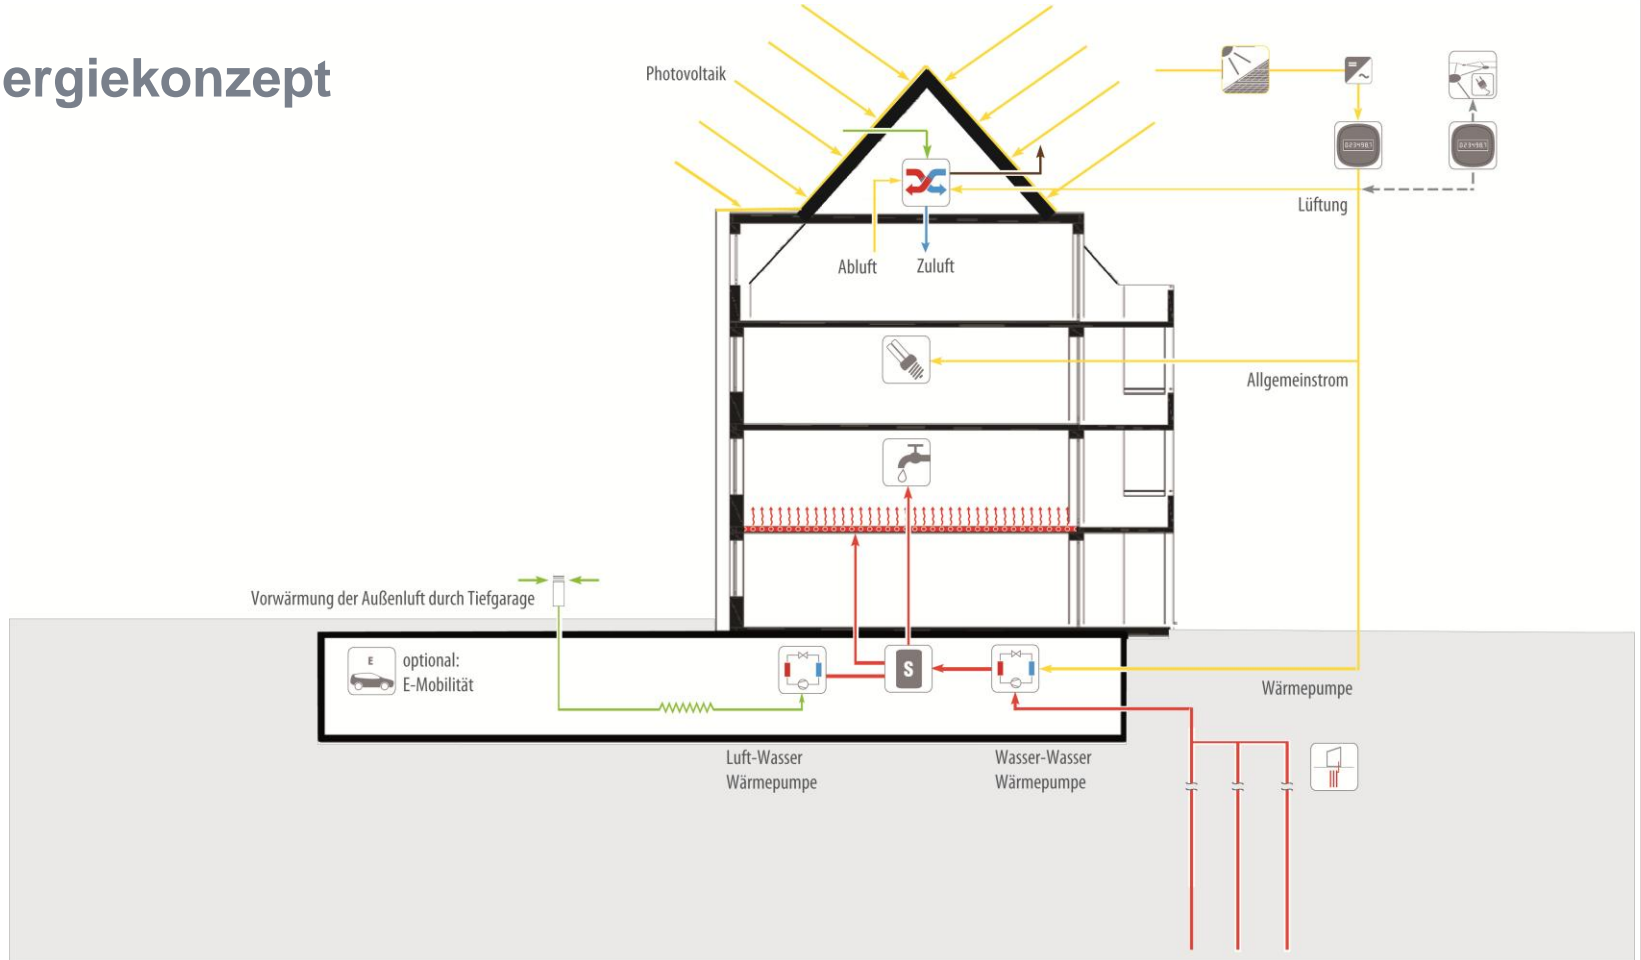 ergiekonzept
Photovoltaik
Lüftung
Abluft
Zuluft
Allgemeinstrom
Vorwärmung der Außenluft durch Tiefgarage
E
optional:
E-Mobilität
S
Wärmepumpe
Luft-Wasser
Wärmepumpe
Wasser-Wasser
Wärmepumpe